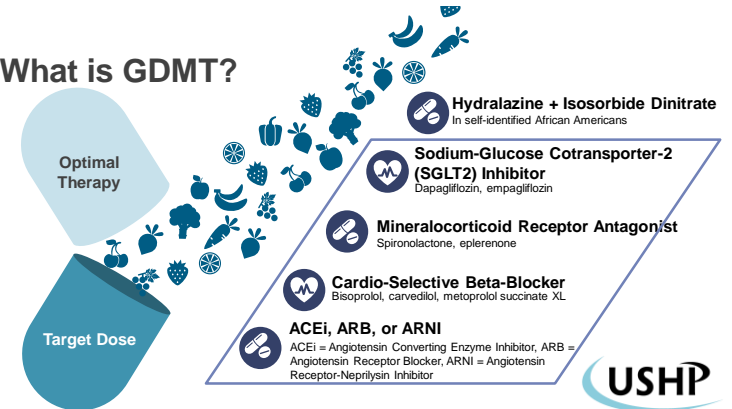 What is GDMT?
Optimal
Therapy
Target Dose
Hydralazine + Isosorbide Dinitrate
In self-identified African Americans
Sodium-Glucose Cotransporter-2
(SGLT2) Inhibitor
Dapagliflozin, empagliflozin
Mineralocorticoid Receptor Antagonist
Spironolactone, eplerenone
Cardio-Selective Beta-Blocker
Bisoprolol, carvedilol, metoprolol succinate XL
ACEi, ARB, or ARNI
ACEi = Angiotensin Converting Enzyme Inhibitor, ARB =
Angiotensin Receptor Blocker, ARNI = Angiotensin
Receptor-Neprilysin Inhibitor
USHP